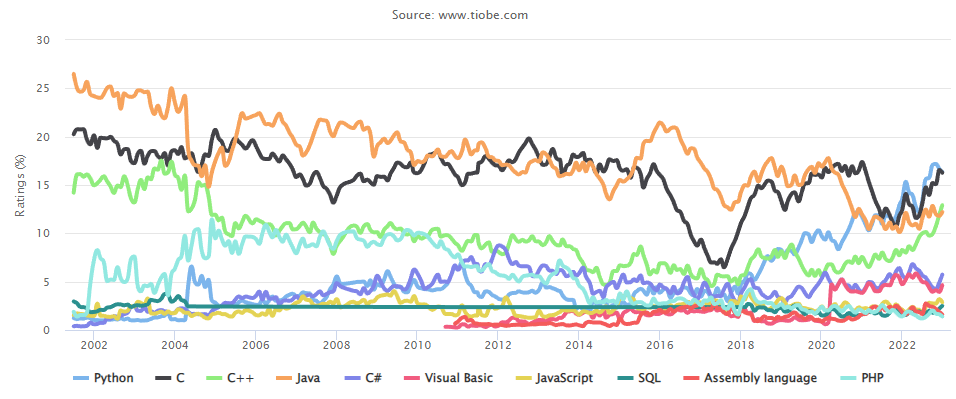 Source: www.tiobe.com
30
25
20
15
10
5
0
Ratings (%)
2002 2004 2006 2008 2010 2012 2014 2016 2018 2020 2022
Python C C++ Java C# Visual Basic JavaScript SQL Assembly language PHP